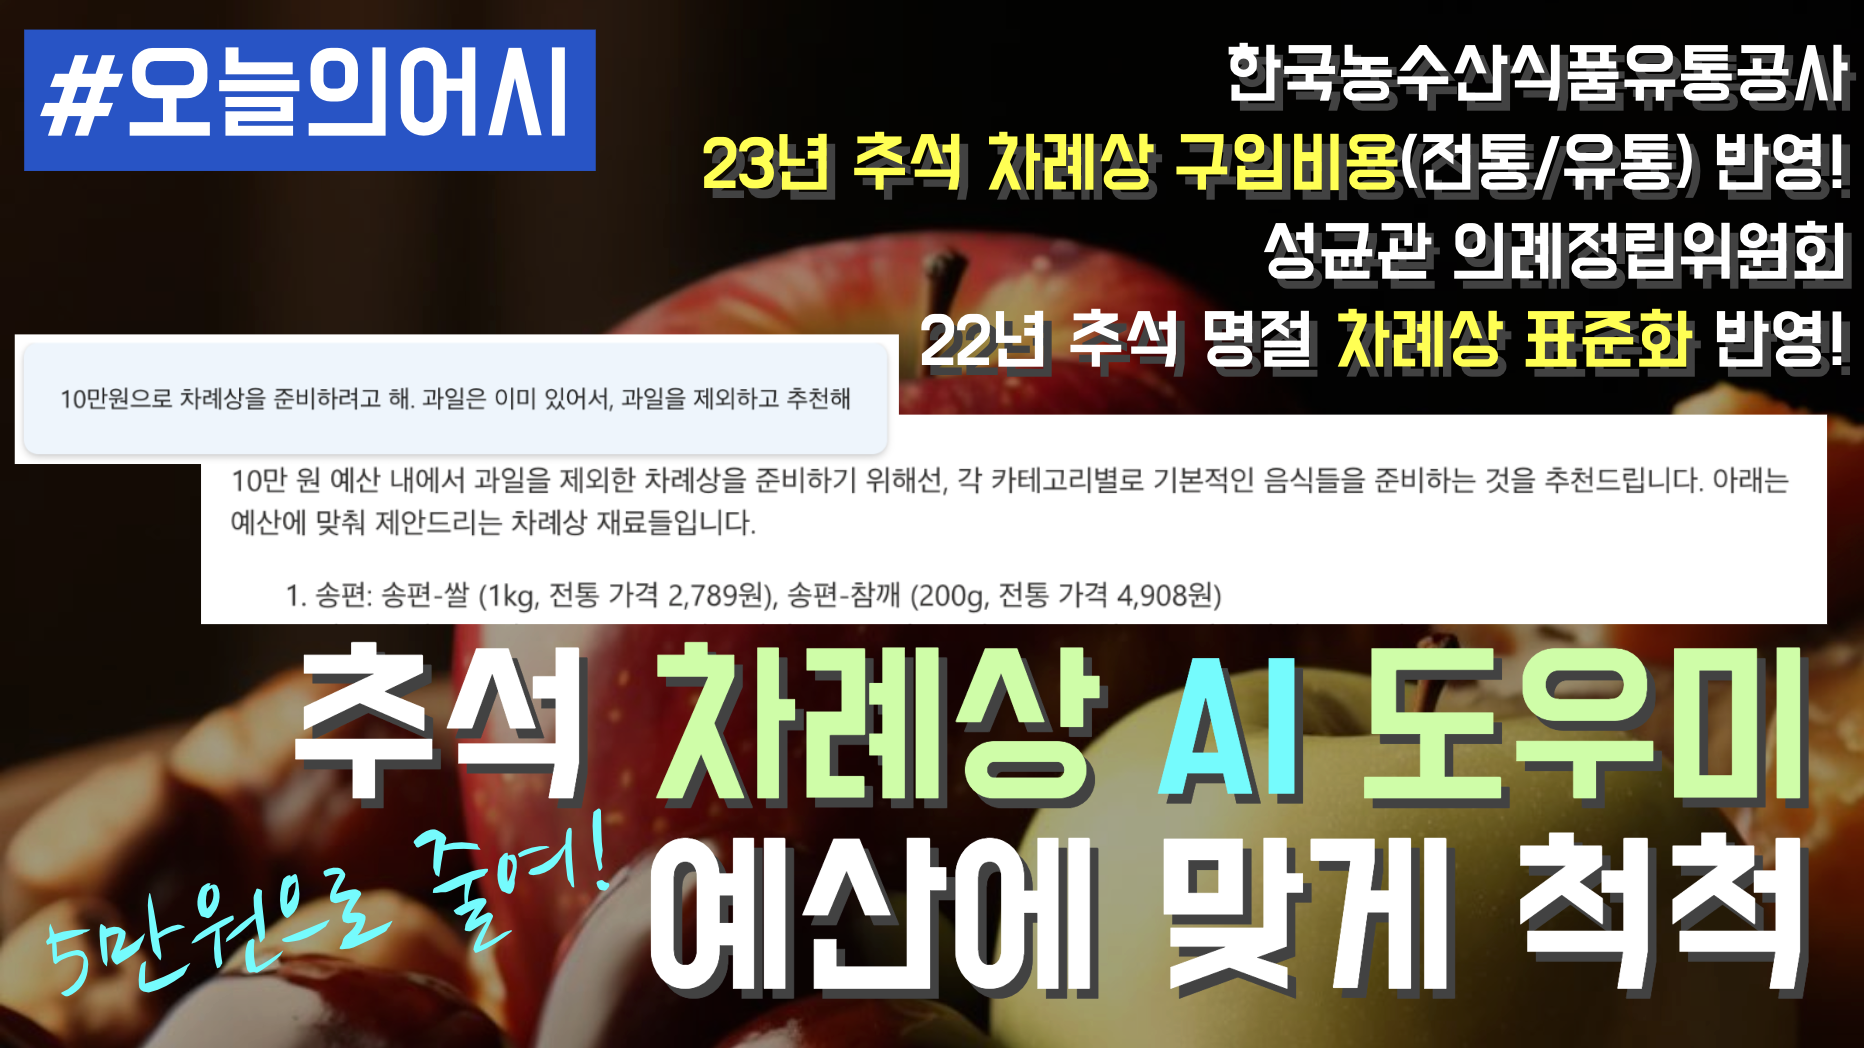 #오늘의어시
한국농수산식품유통공사
23년 추석 차례상 구입비용(전통/유통) 반영!
성균관 의례정립위원회
22년 추석 명절 차례상 표준화 반영!
10만원으로 차례상을 준비하려고 해. 과일은 이미 있어서, 과일을 제외하고 추천해
10만 원 예산 내에서 과일을 제외한 차례상을 준비하기 위해선, 각 카테고리별로 기본적인 음식들을 준비하는 것을 추천드립니다. 아래는
예산에 맞춰 제안드리는 차례상 재료들입니다.
1. 송편: 송편-쌀 (1kg, 전통 가격 2,789원), 송편-참깨 (200g, 전통 가격 4,908원)
추석 차례상 AI 도우미
5만원으로 줄여!
예산에 맞게 척척